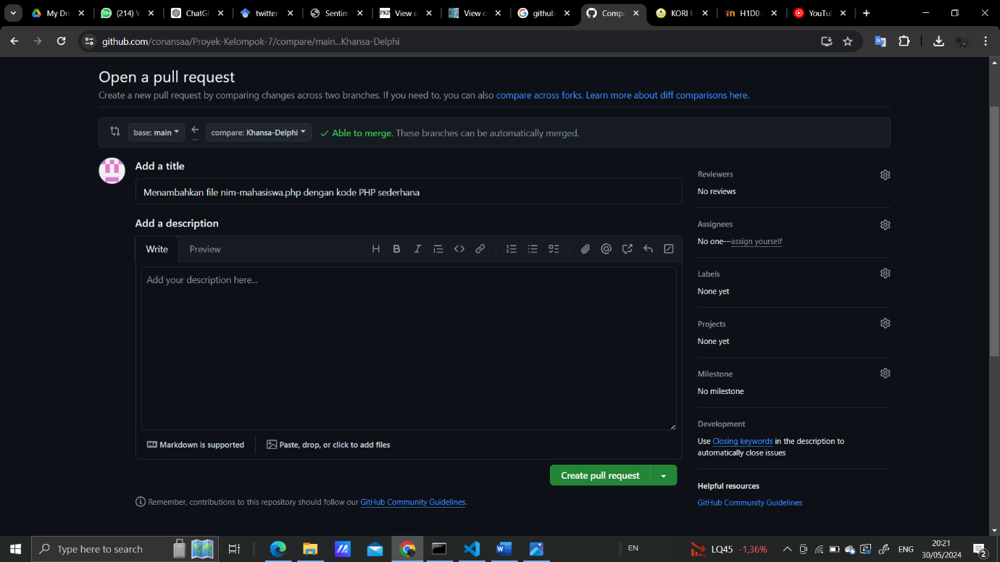 My Dri
99+
(214) W
ChatGI
twitter
Sentim
PKP
View o
View o
github
Compa
KORI U
H1D0-
YouTu
github.com/conansaa/Proyek-Kelompok-7/compare/main...Khansa-Delphi
Open a pull request
Create a new pull request by comparing changes across two branches. If you need to, you can also compare across forks. Learn more about diff comparisons here.
base: main
...
compare: Khansa-Delphi
Able to merge. These branches can be automatically merged.
Add a title
Menambahkan file nim-mahasiswa.php dengan kode PHP sederhana
Add a description
Write
Preview
Add your description here...
Markdown is supported
Paste, drop, or click to add files
Create pull request
Remember, contributions to this repository should follow our GitHub Community Guidelines.
Reviewers
No reviews
Assignees
No one—assign yourself
Labels
None yet
Projects
None yet
Milestone
No milestone
Development
Use Closing keywords in the description to
automatically close issues
Helpful resources
GitHub Community Guidelines
Type here to search
EN
LQ45 -1,36%
ENG
20:21
30/05/2024
2